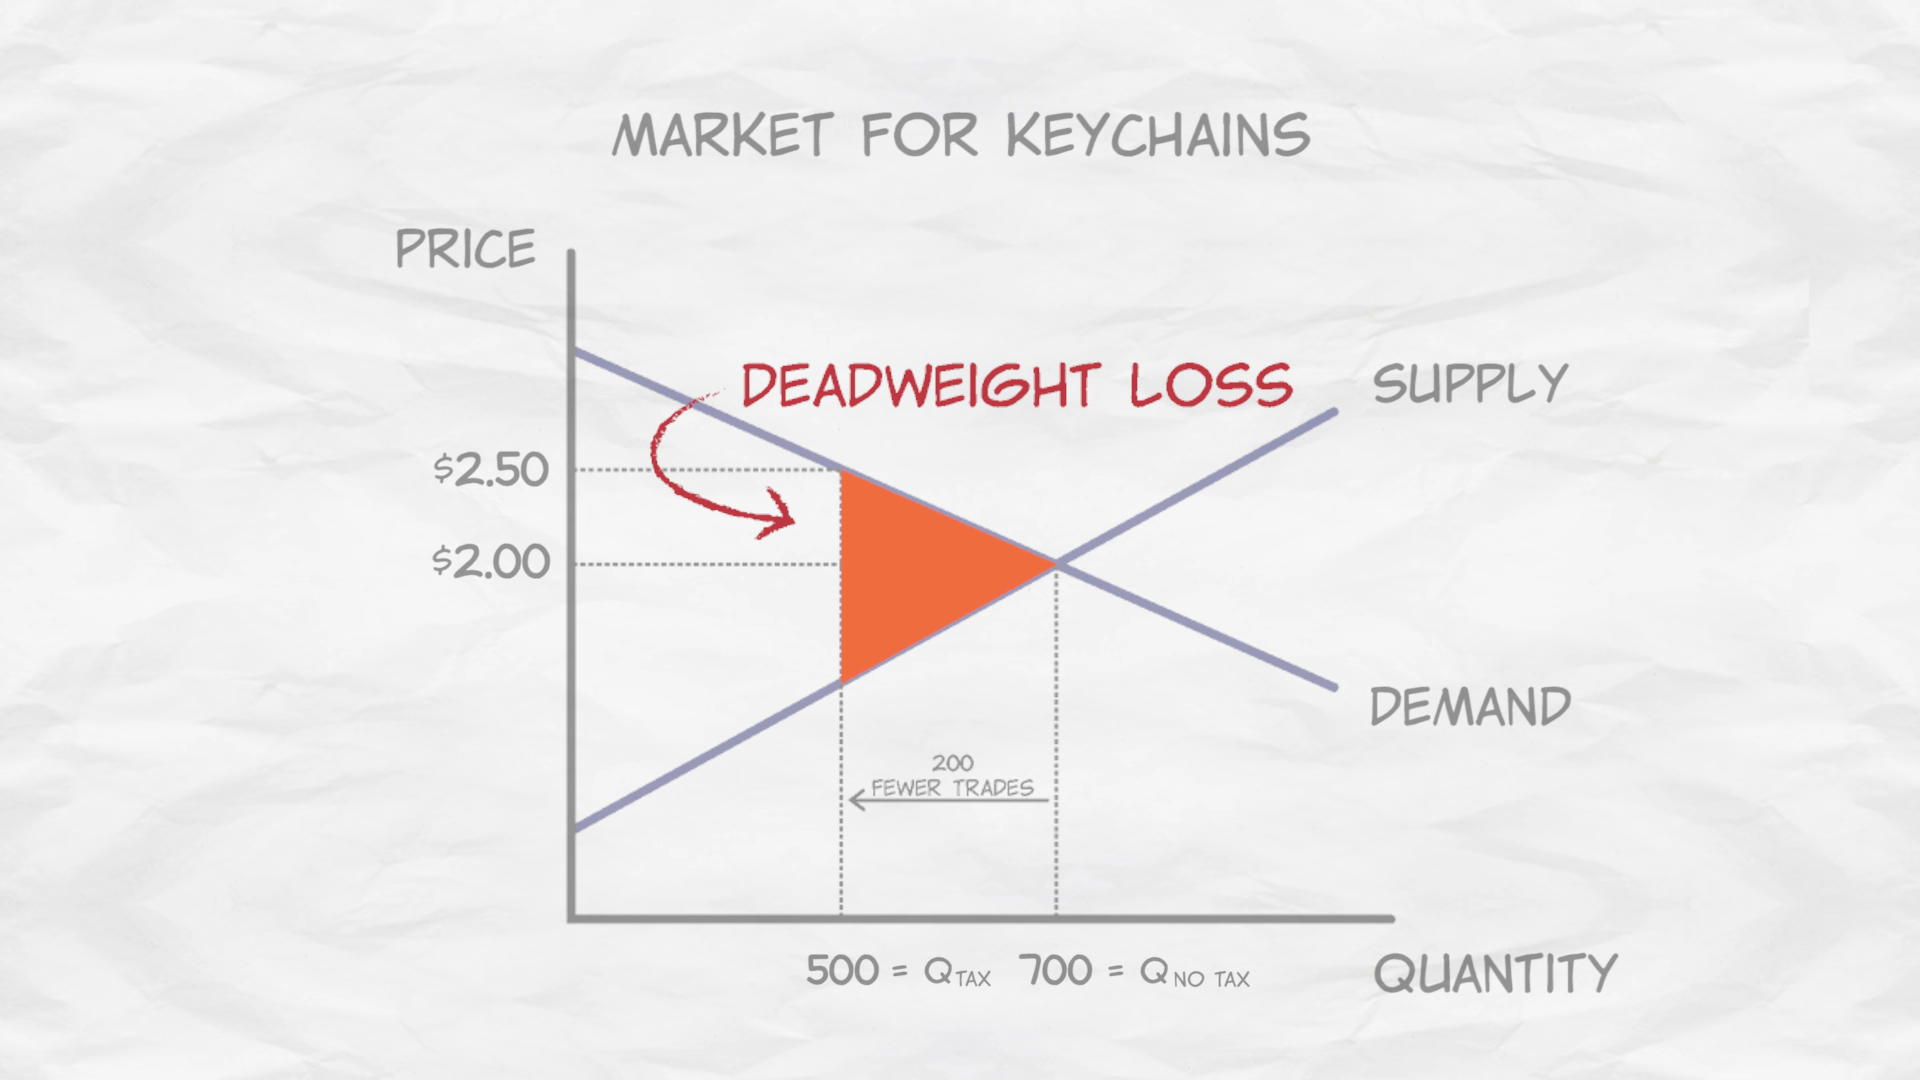 MARKET FOR KEYCHAINS
PRICE
DEADWEIGHT LOSS
SUPPLY
$2.50
$2.00
DEMAND
200
FEWER TRADES
500 = QTAX
700 = QNO TAX
QUANTITY